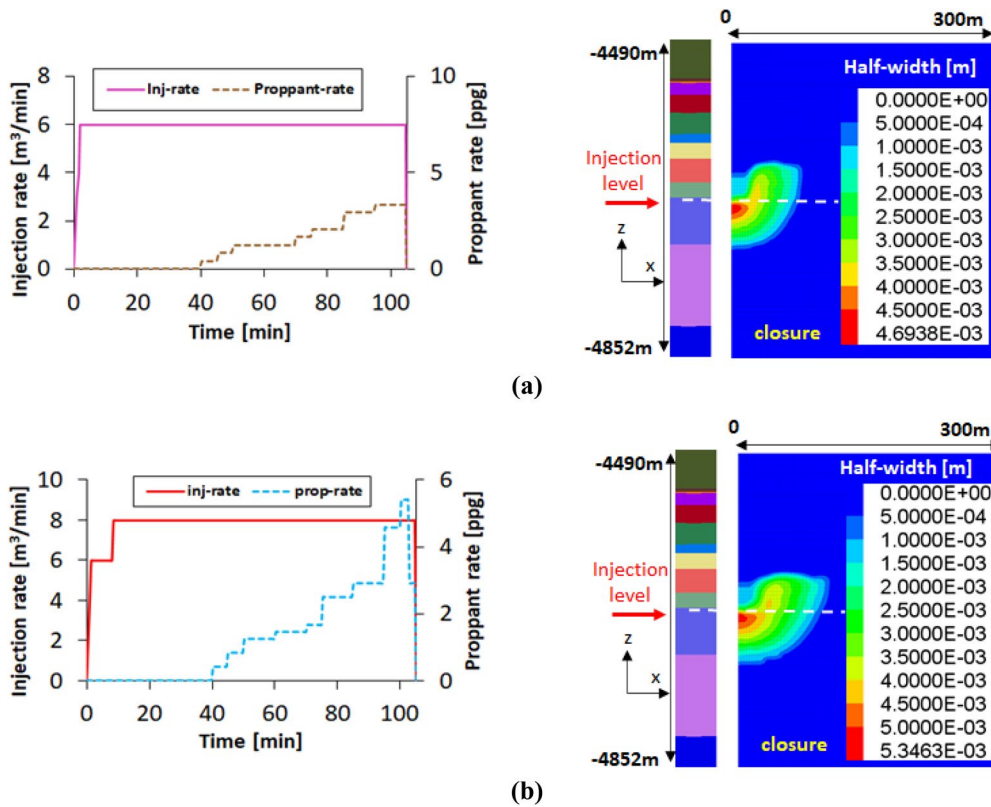 Injection rate [m³/min]
8
6
4
2
0
Inj-rate
Proppant-rate
10
5
0
Proppant rate [ppg]
0 20 40 60 80 100
Time [min]
-4490m
Injection
level
z
x
-4852m
0 300m
Half-width [m]
0.0000E+00
5.0000E-04
1.0000E-03
1.5000E-03
2.0000E-03
2.5000E-03
3.0000E-03
3.5000E-03
4.0000E-03
4.5000E-03
4.6938E-03
closure
(a)
Injection rate [m³/min]
10
8
6
4
2
0
inj-rate
prop-rate
6
4
2
0
Proppant rate [ppg]
0 20 40 60 80 100
Time [min]
-4490m
Injection
level
z
x
-4852m
0 300m
Half-width [m]
0.0000E+00
5.0000E-04
1.0000E-03
1.5000E-03
2.0000E-03
2.5000E-03
3.0000E-03
3.5000E-03
4.0000E-03
4.5000E-03
5.0000E-03
5.3463E-03
closure
(b)